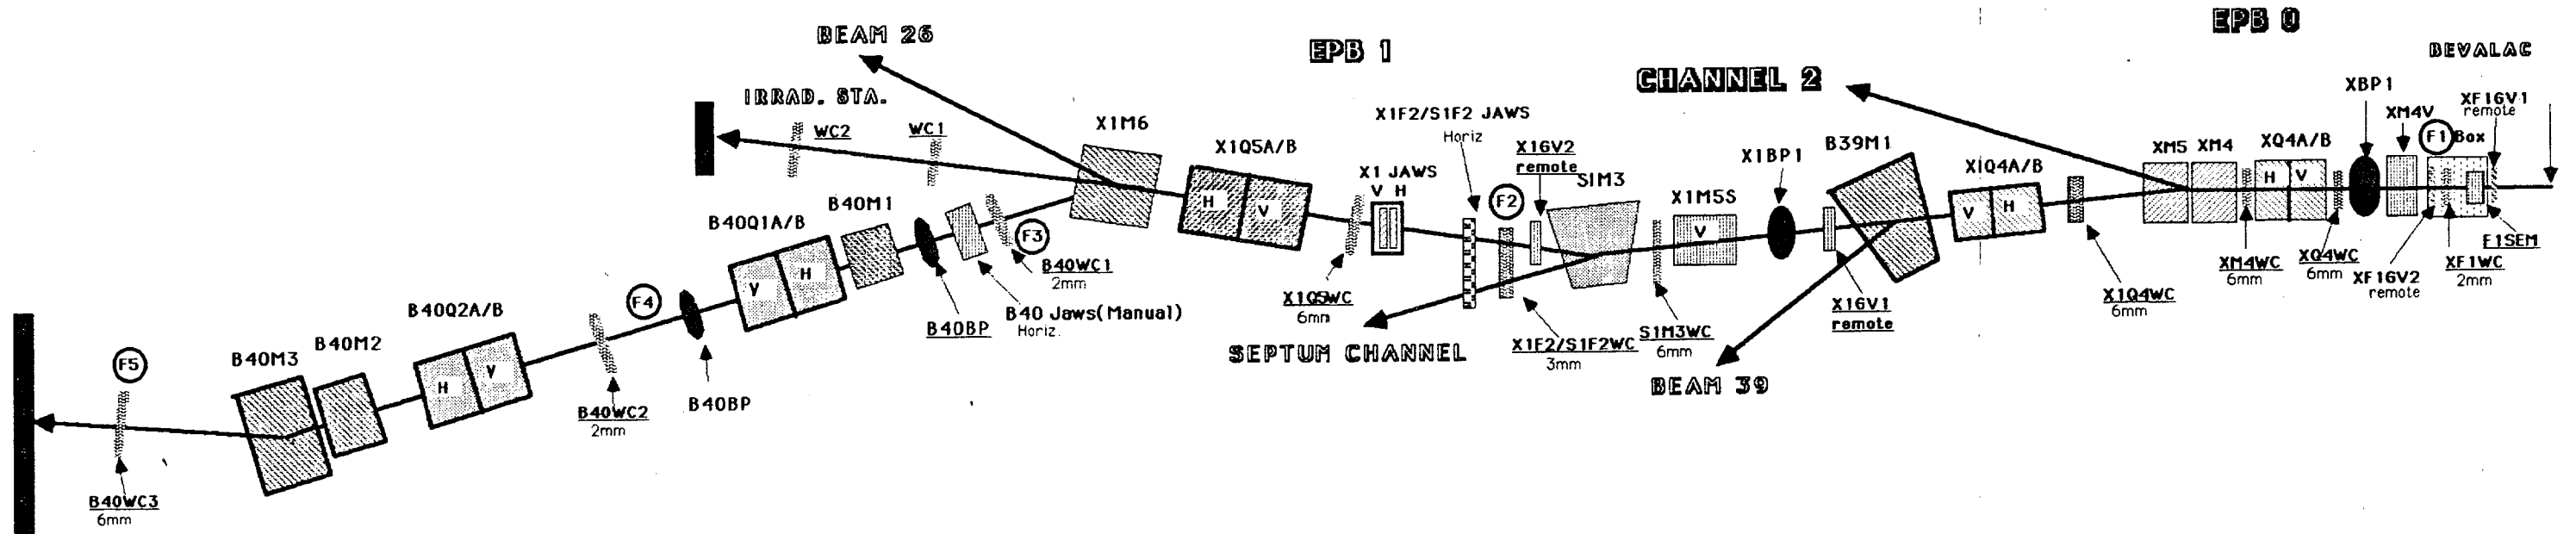 EPB 0
BEAM 26
EPB 1
BEVALAC
CHANNEL 2
XBP1
XF16V1
remote
IRRAD. STA.
X1F2/S1F2 JAWS
Horiz
XM4V
F1 Box
WC2
WC1
X1M6
X1Q5A/B
X1 JAWS
V H
X16V2
remote
S1M3
X1BP1
B39M1
X1Q4A/B
XM5
XM4
XQ4A/B
H
V
F2
H
V
V
V
H
B40Q1A/B
B40M1
F3
B40WC1
2mm
F1SEM
XM4WC
6mm
XQ4WC
6mm
XF16V2
remote
XF1WC
2mm
V
H
F4
B40BP
B40 Jaws(Manual)
Horiz.
X1Q5WC
6mm
X1F2/S1F2WC
3mm
S1M3WC
6mm
X16V1
remote
X1Q4WC
6mm
SEPTUM CHANNEL
BEAM 39
B40Q2A/B
H
V
B40M2
B40M3
F5
B40WC2
2mm
B40BP
B40WC3
6mm